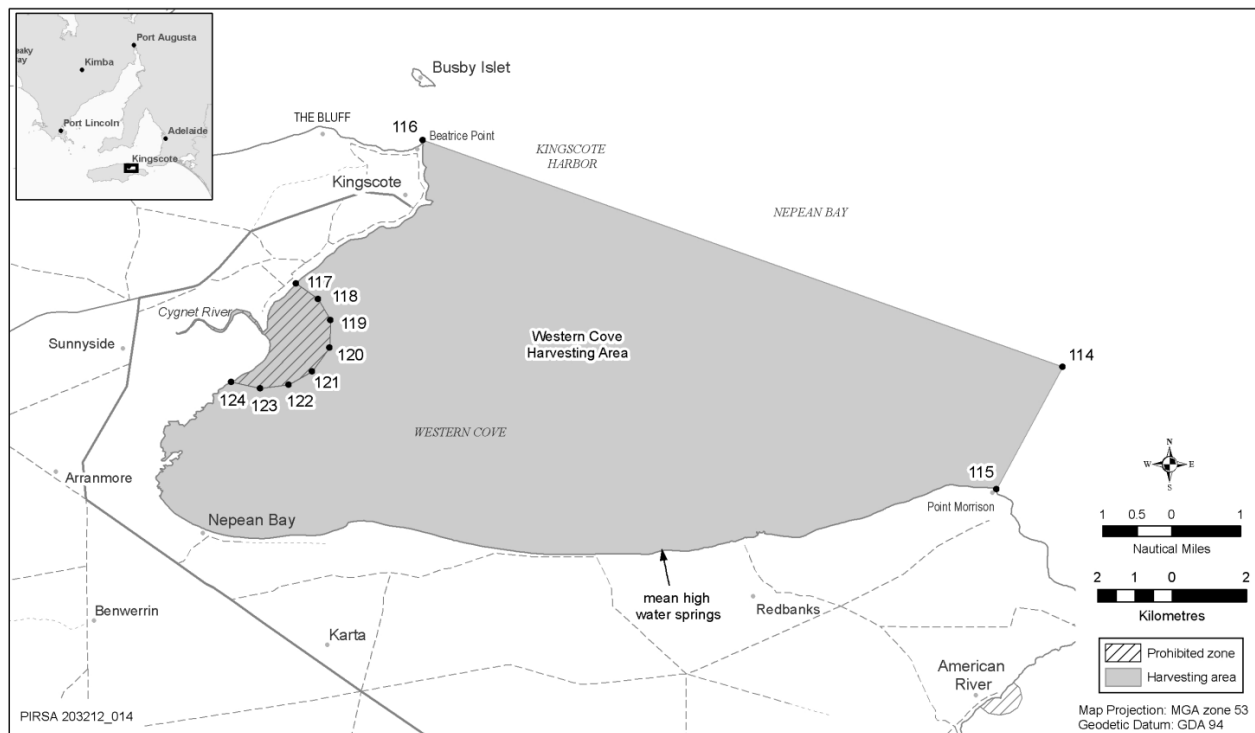 Port Augusta
eaky
ay
Kimba
Port Lincoln
Adelaide
Kingscote
Busby Islet
THE BLUFF
116
Beatrice Point
KINGSCOTE
HARBOR
Kingscote
NEPEAN BAY
117
118
Cygnet River
119
Sunnyside
120
Western Cove
Harvesting Area
114
121
122
123
124
WESTERN COVE
Arranmore
115
Point Morrison
Nepean Bay
N
W
E
S
1 0.5 0 1
Nautical Miles
mean high
water springs
Redbanks
2 1 0 2
Kilometres
Benwerrin
Karta
Prohibited zone
Harvesting area
American
River
PIRSA 203212_014
Map Projection: MGA zone 53
Geodetic Datum: GDA 94